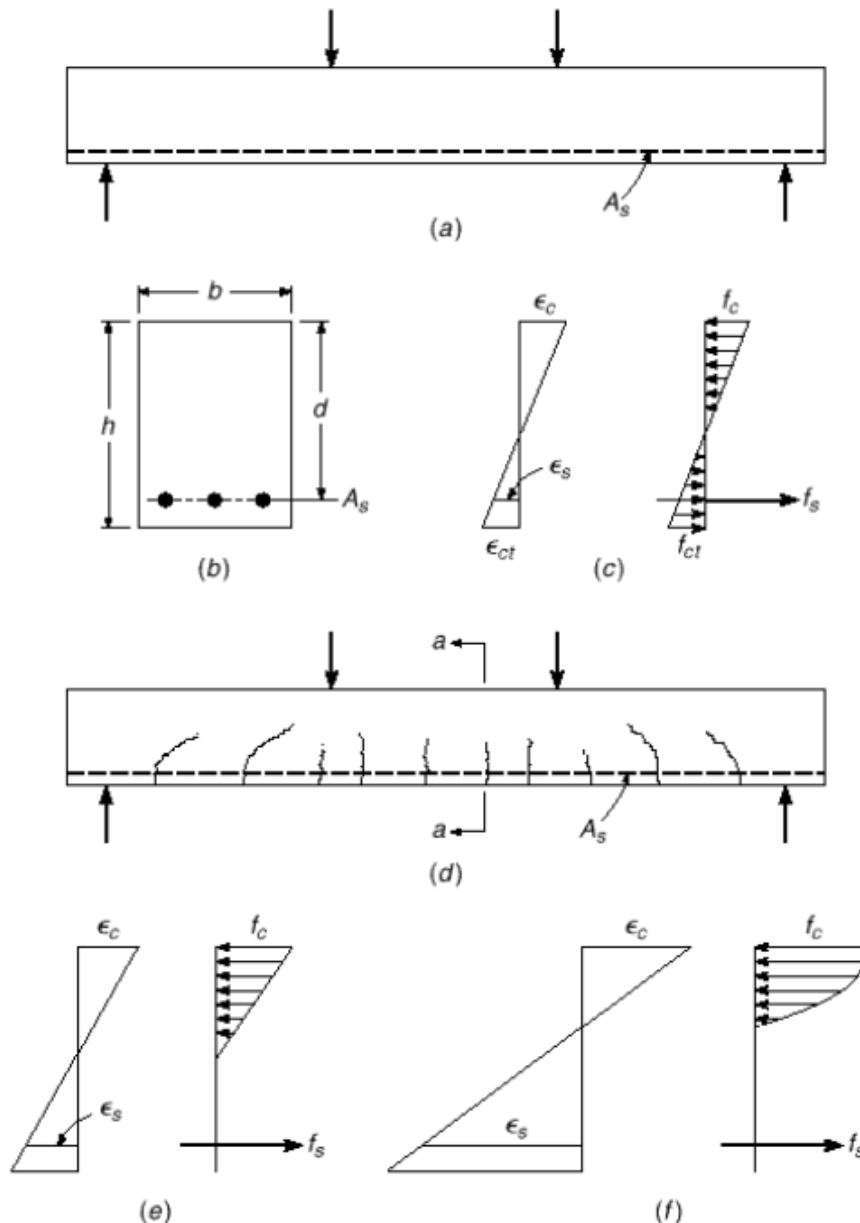 A_s
(a)
b
h
d
A_s
(b)
ϵ_c
ϵ_s
ϵ_ct
f_c
f_s
f_ct
(c)
a
a
A_s
(d)
ϵ_c
f_c
ϵ_s
f_s
(e)
ϵ_c
f_c
ϵ_s
f_s
(f)